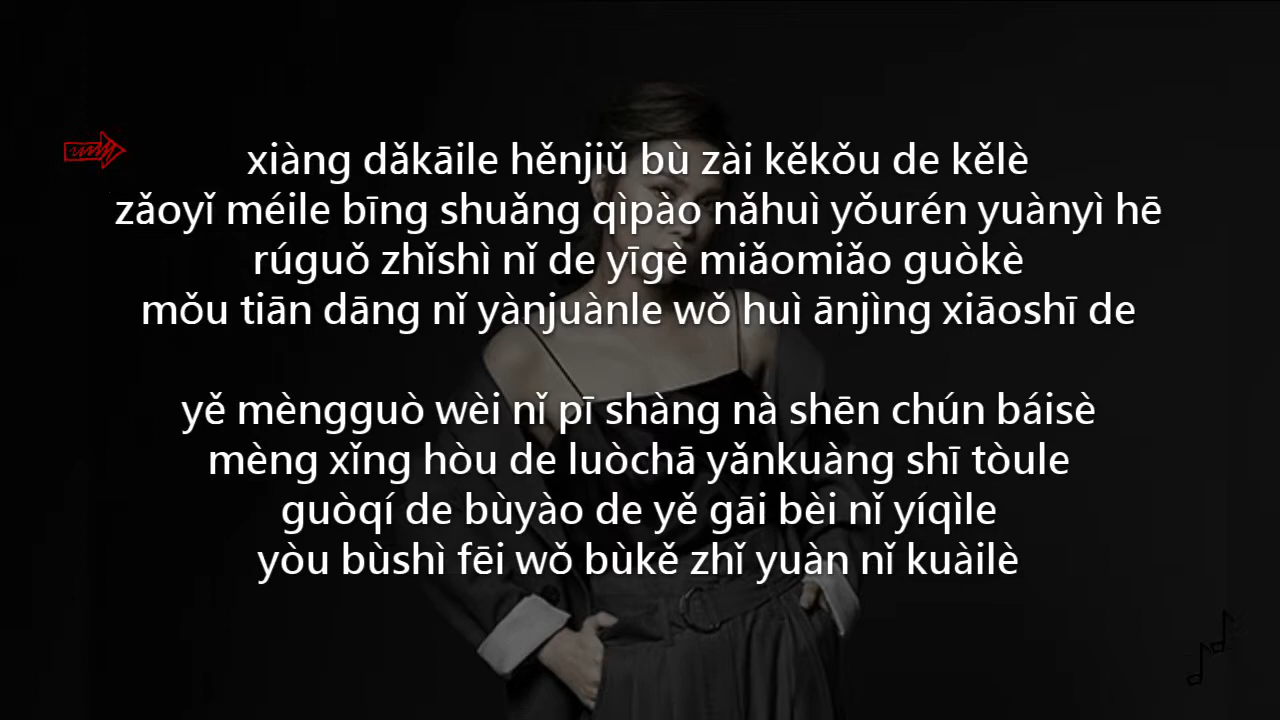 xiàng dǎkāile hěnjiǔ bù zài kěkǒu de kělè
zǎoyǐ méile bīng shuǎng qìpào nǎhuì yǒurén yuànyì hē
rúguǒ zhǐshì nǐ de yīgè miǎomiǎo guòkè
mǒu tiān dāng nǐ yànjuànle wǒ huì ānjìng xiāoshī de
yě mèngguò wèi nǐ pī shàng nà shēn chún báisè
mèng xǐng hòu de luòchā yǎnkuàng shī tòule
guòqí de bùyào de yě gāi bèi nǐ yíqìle
yòu bùshì fēi wǒ bùkě zhǐ yuàn nǐ kuàilè